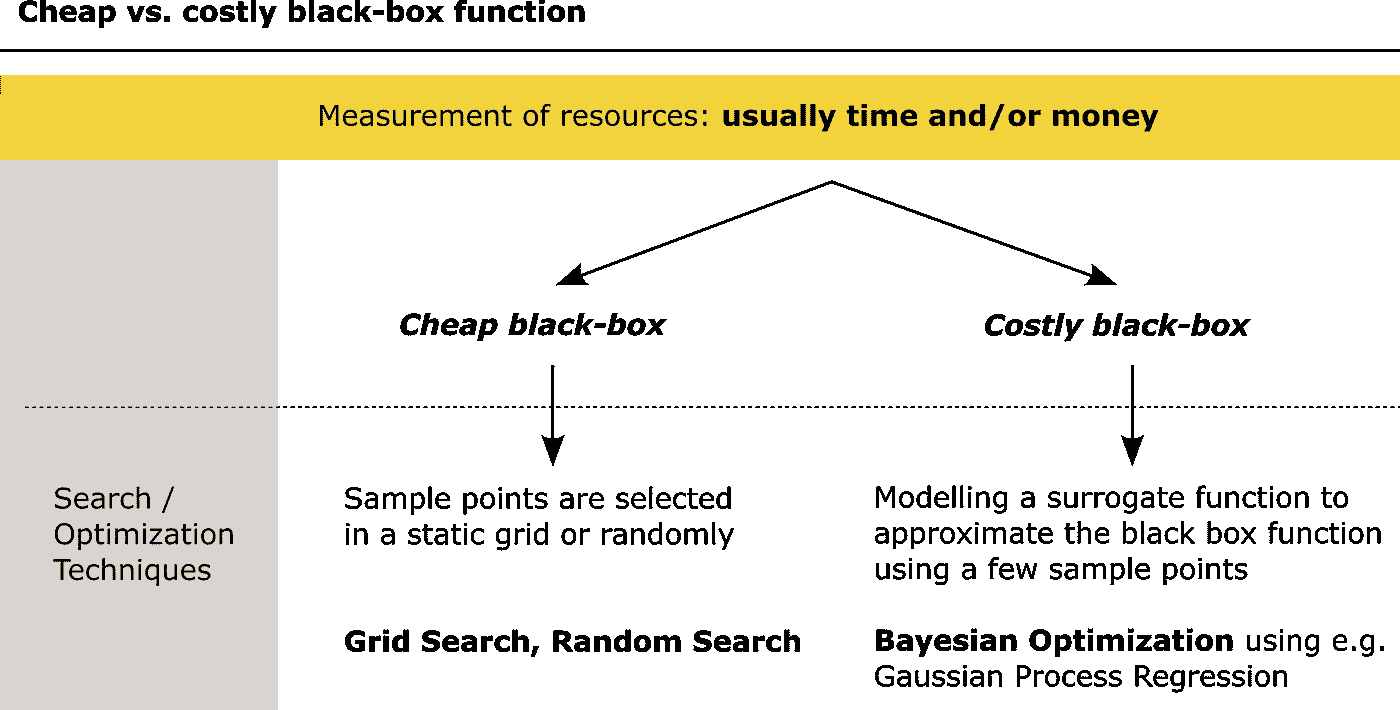 Cheap vs. costly black-box function
Measurement of resources: usually time and/or money
Cheap black-box
Costly black-box
Search /
Optimization
Techniques
Sample points are selected
in a static grid or randomly
Grid Search, Random Search
Modelling a surrogate function to
approximate the black box function
using a few sample points
Bayesian Optimization using e.g.
Gaussian Process Regression